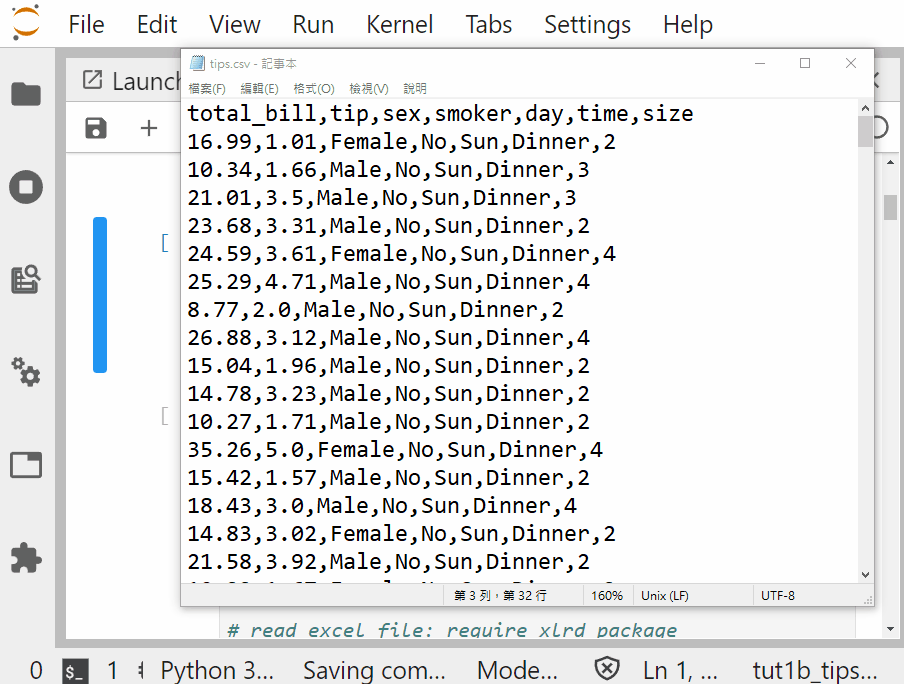 File Edit View Run Kernel Tabs Settings Help
Launch
tips.csv - 記事本
檔案(F) 編輯(E) 格式(O) 檢視(V) 說明
total_bill,tip,sex,smoker,day,time,size
16.99,1.01,Female,No,Sun,Dinner,2
10.34,1.66,Male,No,Sun,Dinner,3
21.01,3.5,Male,No,Sun,Dinner,3
23.68,3.31,Male,No,Sun,Dinner,2
24.59,3.61,Female,No,Sun,Dinner,4
25.29,4.71,Male,No,Sun,Dinner,4
8.77,2.0,Male,No,Sun,Dinner,2
26.88,3.12,Male,No,Sun,Dinner,4
15.04,1.96,Male,No,Sun,Dinner,2
14.78,3.23,Male,No,Sun,Dinner,2
10.27,1.71,Male,No,Sun,Dinner,2
35.26,5.0,Female,No,Sun,Dinner,4
15.42,1.57,Male,No,Sun,Dinner,2
18.43,3.0,Male,No,Sun,Dinner,4
14.83,3.02,Female,No,Sun,Dinner,2
21.58,3.92,Male,No,Sun,Dinner,2
[
[
第 3 列，第 32 行 160% Unix (LF) UTF-8
# read excel file: require xlrd package
0 $_ 1 Python 3... Saving com... Mode... Ln 1, ... tut1b_tips...